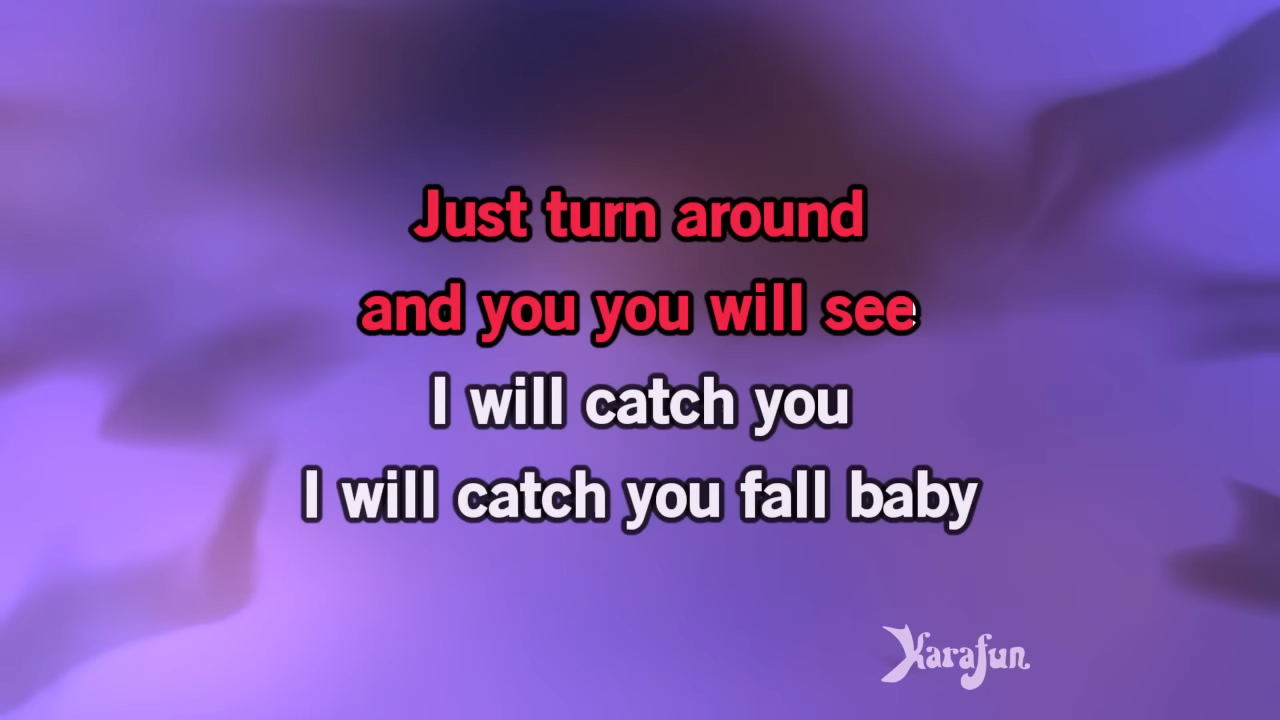 Just turn around
and you you will see
I will catch you
I will catch you fall baby
Karafun